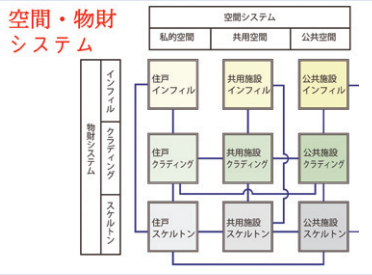 空間・物財
システム
空間システム
私的空間 共用空間 公共空間
物財システム
インフィル
クラディング
スケルトン
住戸
インフィル
共用施設
インフィル
公共施設
インフィル
住戸
クラディング
共用施設
クラディング
公共施設
クラディング
住戸
スケルトン
共用施設
スケルトン
公共施設
スケルトン